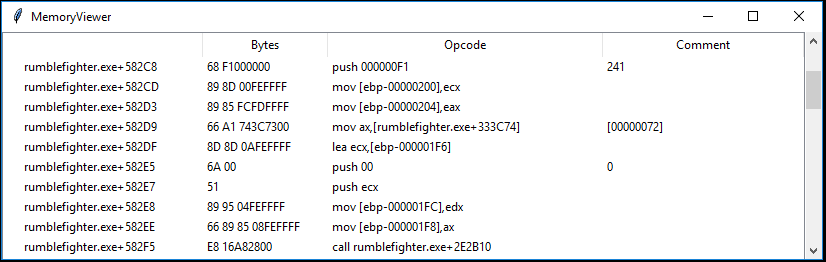 MemoryViewer
Bytes Opcode Comment
rumblefighter.exe+582C8 68 F1000000 push 000000F1 241
rumblefighter.exe+582CD 89 8D 00FEFFFF mov [ebp-00000200],ecx
rumblefighter.exe+582D3 89 85 FCFDFFFF mov [ebp-00000204],eax
rumblefighter.exe+582D9 66 A1 743C7300 mov ax,[rumblefighter.exe+333C74] [00000072]
rumblefighter.exe+582DF 8D 8D 0AFEFFFF lea ecx,[ebp-000001F6]
rumblefighter.exe+582E5 6A 00 push 00 0
rumblefighter.exe+582E7 51 push ecx
rumblefighter.exe+582E8 89 95 04FEFFFF mov [ebp-000001FC],edx
rumblefighter.exe+582EE 66 89 85 08FEFFFF mov [ebp-000001F8],ax
rumblefighter.exe+582F5 E8 16A82800 call rumblefighter.exe+2E2B10